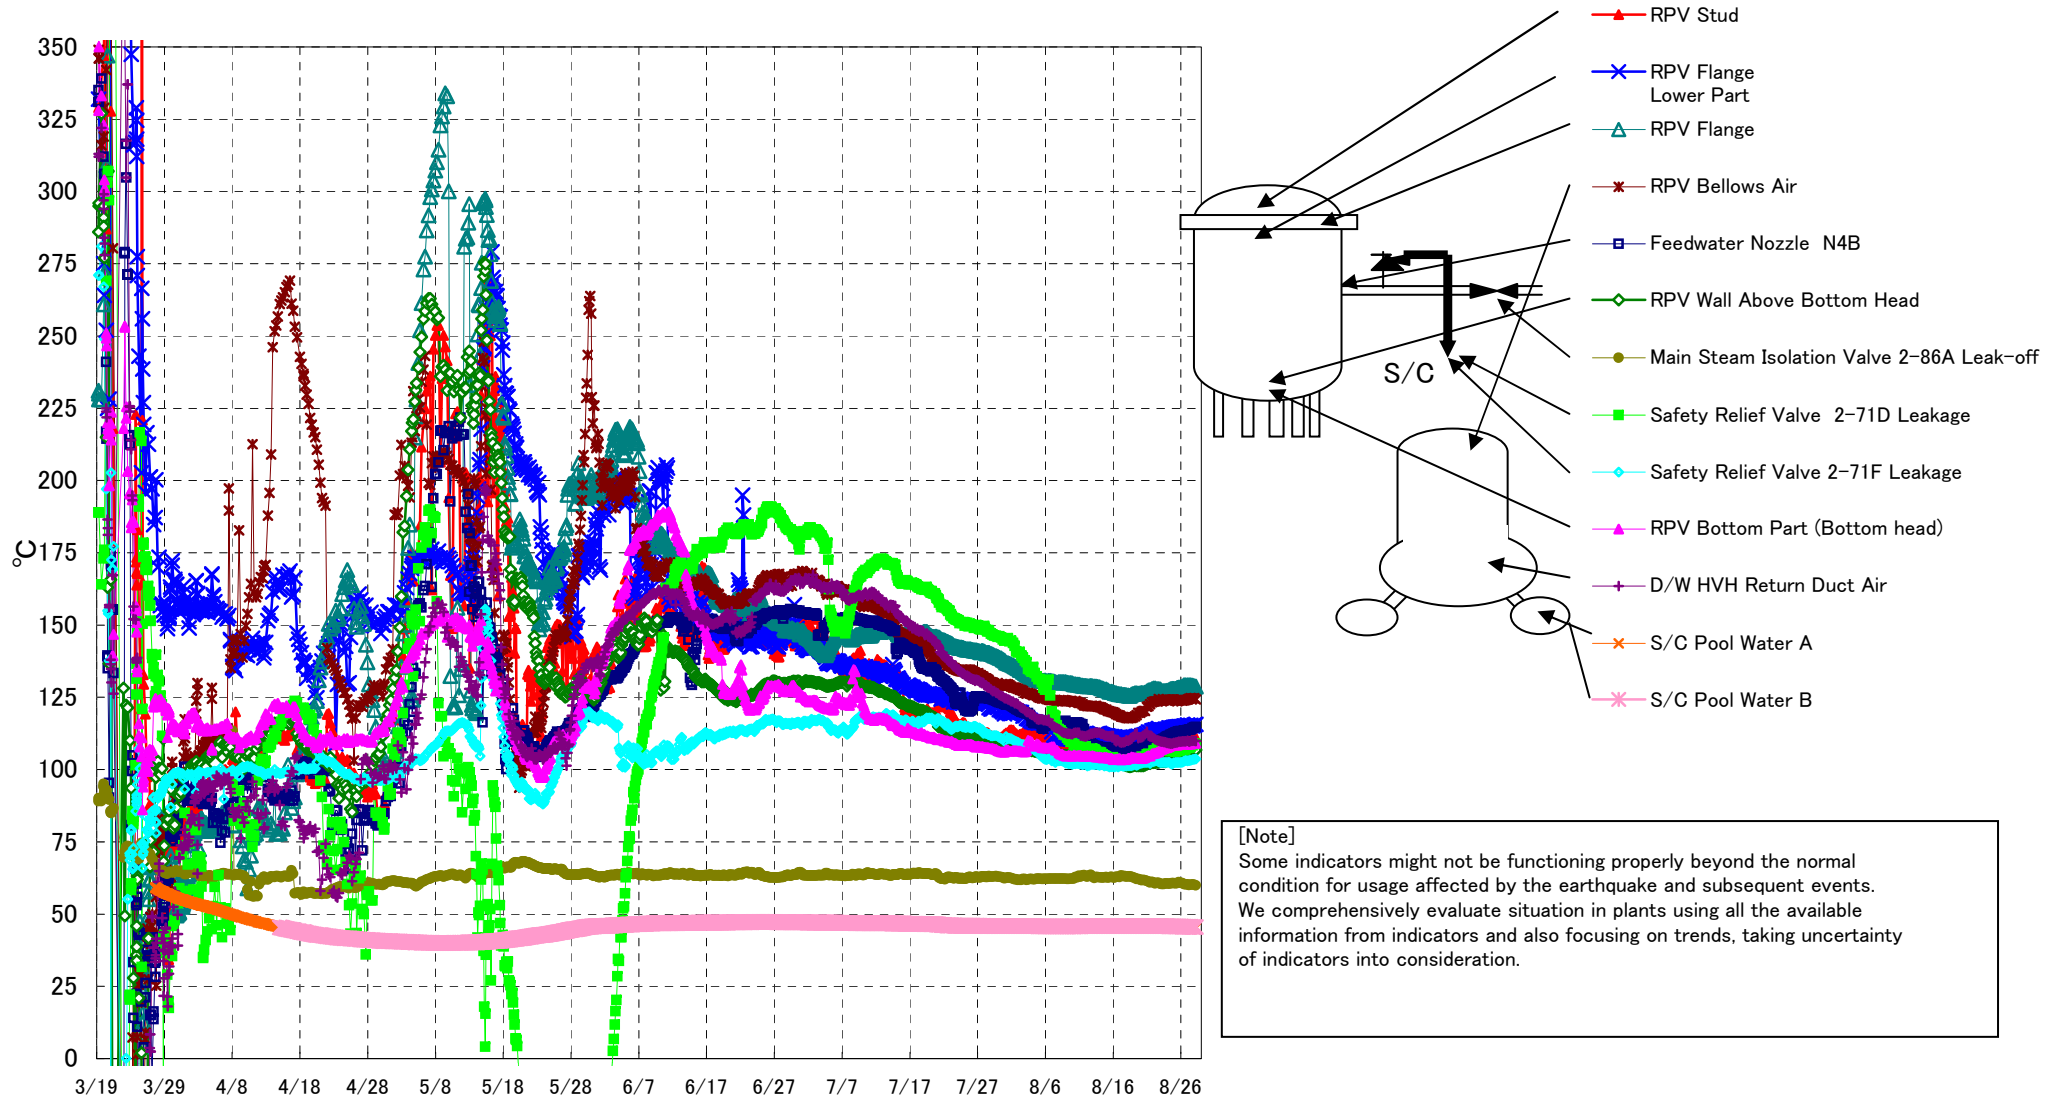 350
325
300
275
250
225
200
175
150
125
100
75
50
25
0
℃
3/19 3/29 4/8 4/18 4/28 5/8 5/18 5/28 6/7 6/17 6/27 7/7 7/17 7/27 8/6 8/16 8/26
RPV Stud
RPV Flange
Lower Part
RPV Flange
RPV Bellows Air
Feedwater Nozzle N4B
RPV Wall Above Bottom Head
Main Steam Isolation Valve 2-86A Leak-off
Safety Relief Valve 2-71D Leakage
Safety Relief Valve 2-71F Leakage
RPV Bottom Part (Bottom head)
D/W HVH Return Duct Air
S/C Pool Water A
S/C Pool Water B
S/C
[Note]
Some indicators might not be functioning properly beyond the normal
condition for usage affected by the earthquake and subsequent events.
We comprehensively evaluate situation in plants using all the available
information from indicators and also focusing on trends, taking uncertainty
of indicators into consideration.